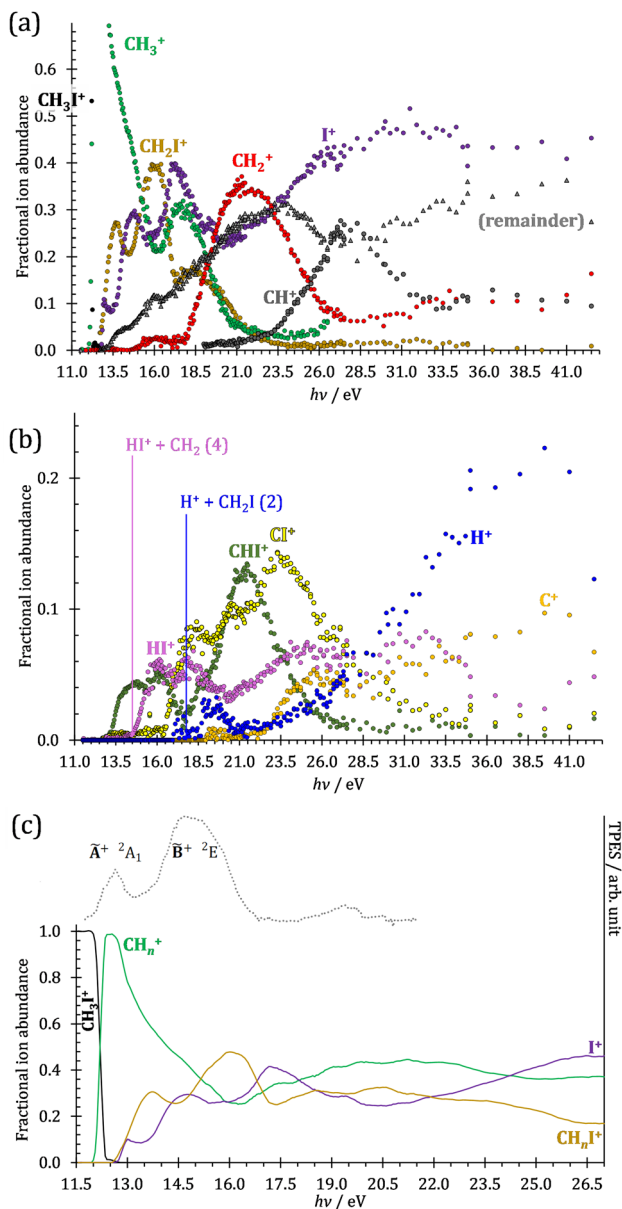 (a)
CH₃⁺
0.6
CH₃I⁺
0.5
CH₂I⁺
I⁺
CH₂⁺
0.4
0.3
(remainder)
0.2
CH⁺
0.1
0.0
11.0 13.5 16.0 18.5 21.0 23.5 26.0 28.5 31.0 33.5 36.0 38.5 41.0
hν / eV
Fractional ion abundance
(b)
HI⁺ + CH₂ (4)
H⁺ + CH₂I (2)
0.2
CI⁺
CHI⁺
H⁺
0.1
HI⁺
C⁺
0.0
11.0 13.5 16.0 18.5 21.0 23.5 26.0 28.5 31.0 33.5 36.0 38.5 41.0
hν / eV
Fractional ion abundance
(c)
Ã⁺ ²A₁
B̃⁺ ²E
TPES / arb. unit
1.0
CHₙ⁺
CH₃I⁺
0.8
0.6
I⁺
0.4
0.2
CHₙI⁺
0.0
11.5 13.0 14.5 16.0 17.5 19.0 20.5 22.0 23.5 25.0 26.5
hν / eV
Fractional ion abundance